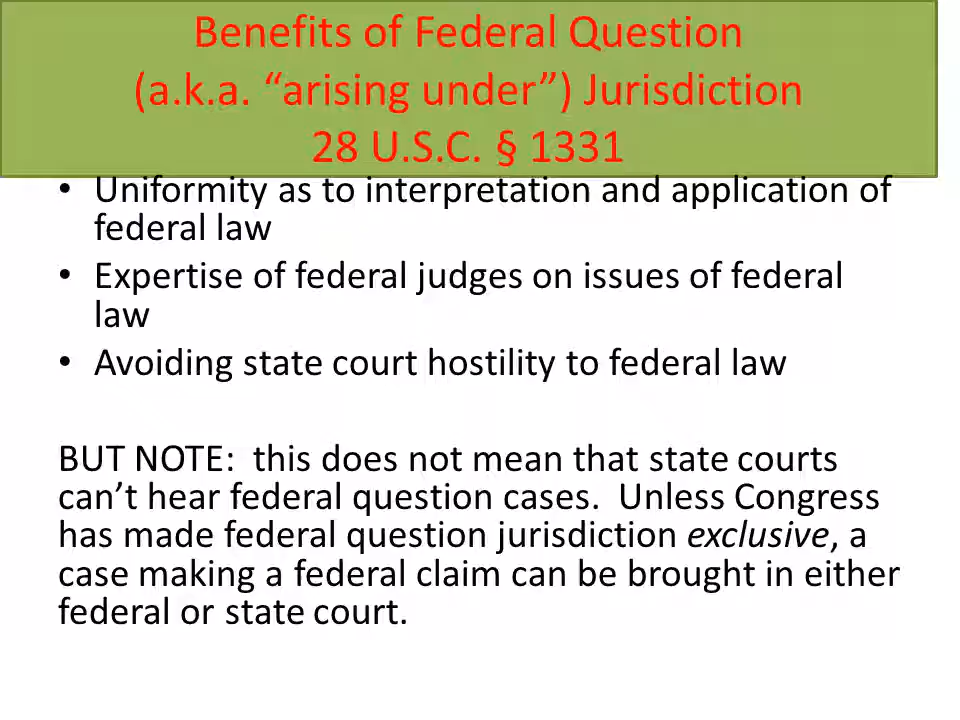 Benefits of Federal Question
(a.k.a. “arising under”) Jurisdiction
28 U.S.C. § 1331
• Uniformity as to interpretation and application of
federal law
• Expertise of federal judges on issues of federal
law
• Avoiding state court hostility to federal law
BUT NOTE:  this does not mean that state courts
can’t hear federal question cases.  Unless Congress
has made federal question jurisdiction exclusive, a
case making a federal claim can be brought in either
federal or state court.